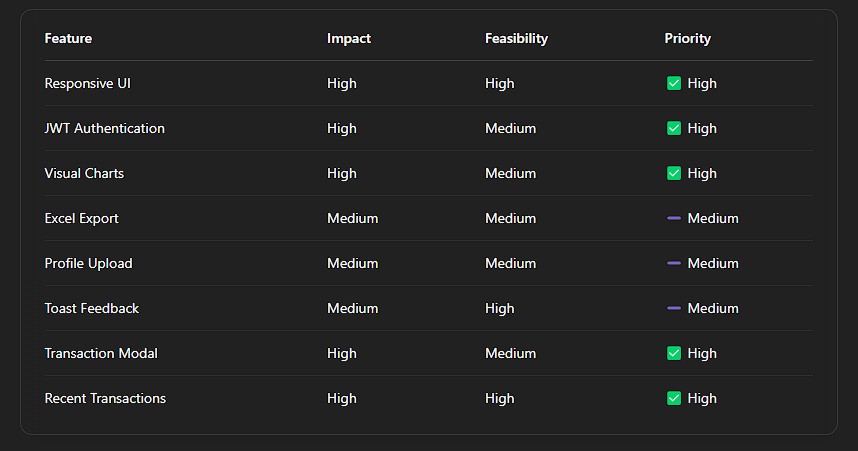 Feature Impact Feasibility Priority
Responsive UI High High ✅ High
JWT Authentication High Medium ✅ High
Visual Charts High Medium ✅ High
Excel Export Medium Medium ➖ Medium
Profile Upload Medium Medium ➖ Medium
Toast Feedback Medium High ➖ Medium
Transaction Modal High Medium ✅ High
Recent Transactions High High ✅ High